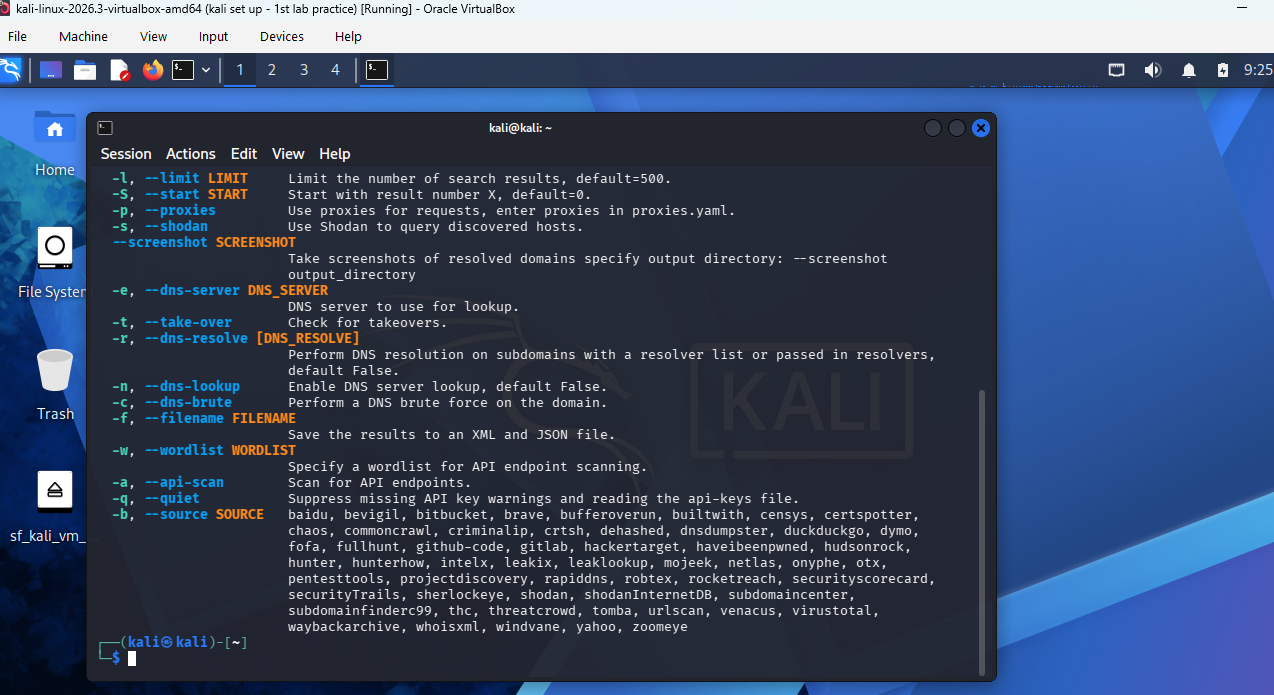 kali-linux-2026.3-virtualbox-amd64 (kali set up - 1st lab practice) [Running] - Oracle VirtualBox
File Machine View Input Devices Help
1 2 3 4 9:25
kali@kali: ~
Session Actions Edit View Help
-l, --limit LIMIT Limit the number of search results, default=500.
-S, --start START Start with result number X, default=0.
-p, --proxies Use proxies for requests, enter proxies in proxies.yaml.
-s, --shodan Use Shodan to query discovered hosts.
--screenshot SCREENSHOT
Take screenshots of resolved domains specify output directory: --screenshot
output_directory
-e, --dns-server DNS_SERVER
DNS server to use for lookup.
-t, --take-over Check for takeovers.
-r, --dns-resolve [DNS_RESOLVE]
Perform DNS resolution on subdomains with a resolver list or passed in resolvers,
default False.
-n, --dns-lookup Enable DNS server lookup, default False.
-c, --dns-brute Perform a DNS brute force on the domain.
-f, --filename FILENAME
Save the results to an XML and JSON file.
-w, --wordlist WORDLIST
Specify a wordlist for API endpoint scanning.
-a, --api-scan Scan for API endpoints.
-q, --quiet Suppress missing API key warnings and reading the api-keys file.
-b, --source SOURCE baidu, bevigil, bitbucket, brave, bufferoverun, builtwith, censys, certspotter,
chaos, commoncrawl, criminalip, crtsh, dehashed, dnsdumpster, duckduckgo, dymo,
fofa, fullhunt, github-code, gitlab, hackertarget, haveibeenpwned, hudsonrock,
hunter, hunterhow, intelx, leakix, leaklookup, mojeek, netlas, onyphe, otx,
pentesttools, projectdiscovery, rapiddns, robtex, rocketreach, securityscorecard,
securityTrails, sherlockeye, shodan, shodanInternetDB, subdomaincenter,
subdomainfinderc99, thc, threatcrowd, tomba, urlscan, venacus, virustotal,
waybackarchive, whoisxml, windvane, yahoo, zoomeye
┌──(kali㉿kali)-[~]
└─$
KALI
Home
File System
Trash
sf_kali_vm_